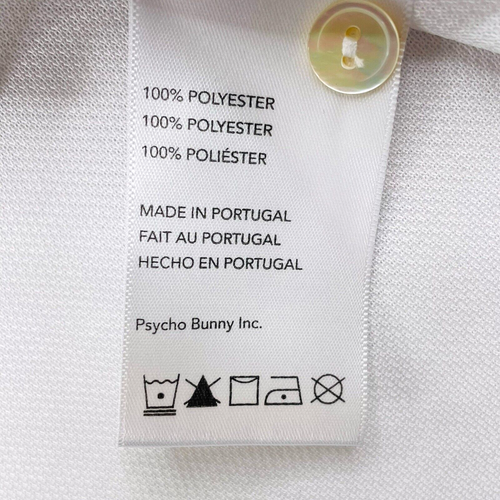 100% POLYESTER
100% POLYESTER
100% POLIÉSTER
MADE IN PORTUGAL
FAIT AU PORTUGAL
HECHO EN PORTUGAL
Psycho Bunny Inc.